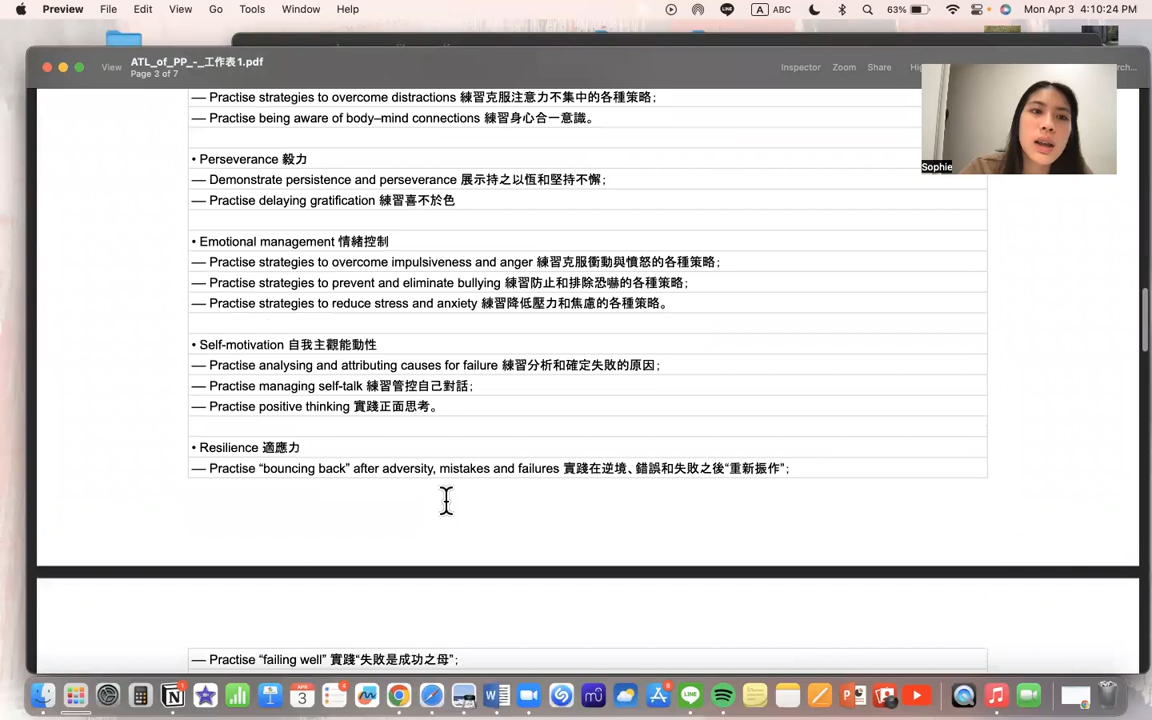 Preview File Edit View Go Tools Window Help A ABC 63% Mon Apr 3 4:10:24 PM
View ATL_of_PP_-_工作表1.pdf Inspector Zoom Share
Page 3 of 7
Sophie
— Practise strategies to overcome distractions 練習克服注意力不集中的各種策略;
— Practise being aware of body–mind connections 練習身心合一意識。
• Perseverance 毅力
— Demonstrate persistence and perseverance 展示持之以恆和堅持不懈;
— Practise delaying gratification 練習喜不於色
• Emotional management 情緒控制
— Practise strategies to overcome impulsiveness and anger 練習克服衝動與憤怒的各種策略;
— Practise strategies to prevent and eliminate bullying 練習防止和排除恐嚇的各種策略;
— Practise strategies to reduce stress and anxiety 練習降低壓力和焦慮的各種策略。
• Self-motivation 自我主觀能動性
— Practise analysing and attributing causes for failure 練習分析和確定失敗的原因;
— Practise managing self-talk 練習管控自己對話;
— Practise positive thinking 實踐正面思考。
• Resilience 適應力
— Practise “bouncing back” after adversity, mistakes and failures 實踐在逆境、錯誤和失敗之後“重新振作”;
— Practise “failing well” 實踐“失敗是成功之母”;